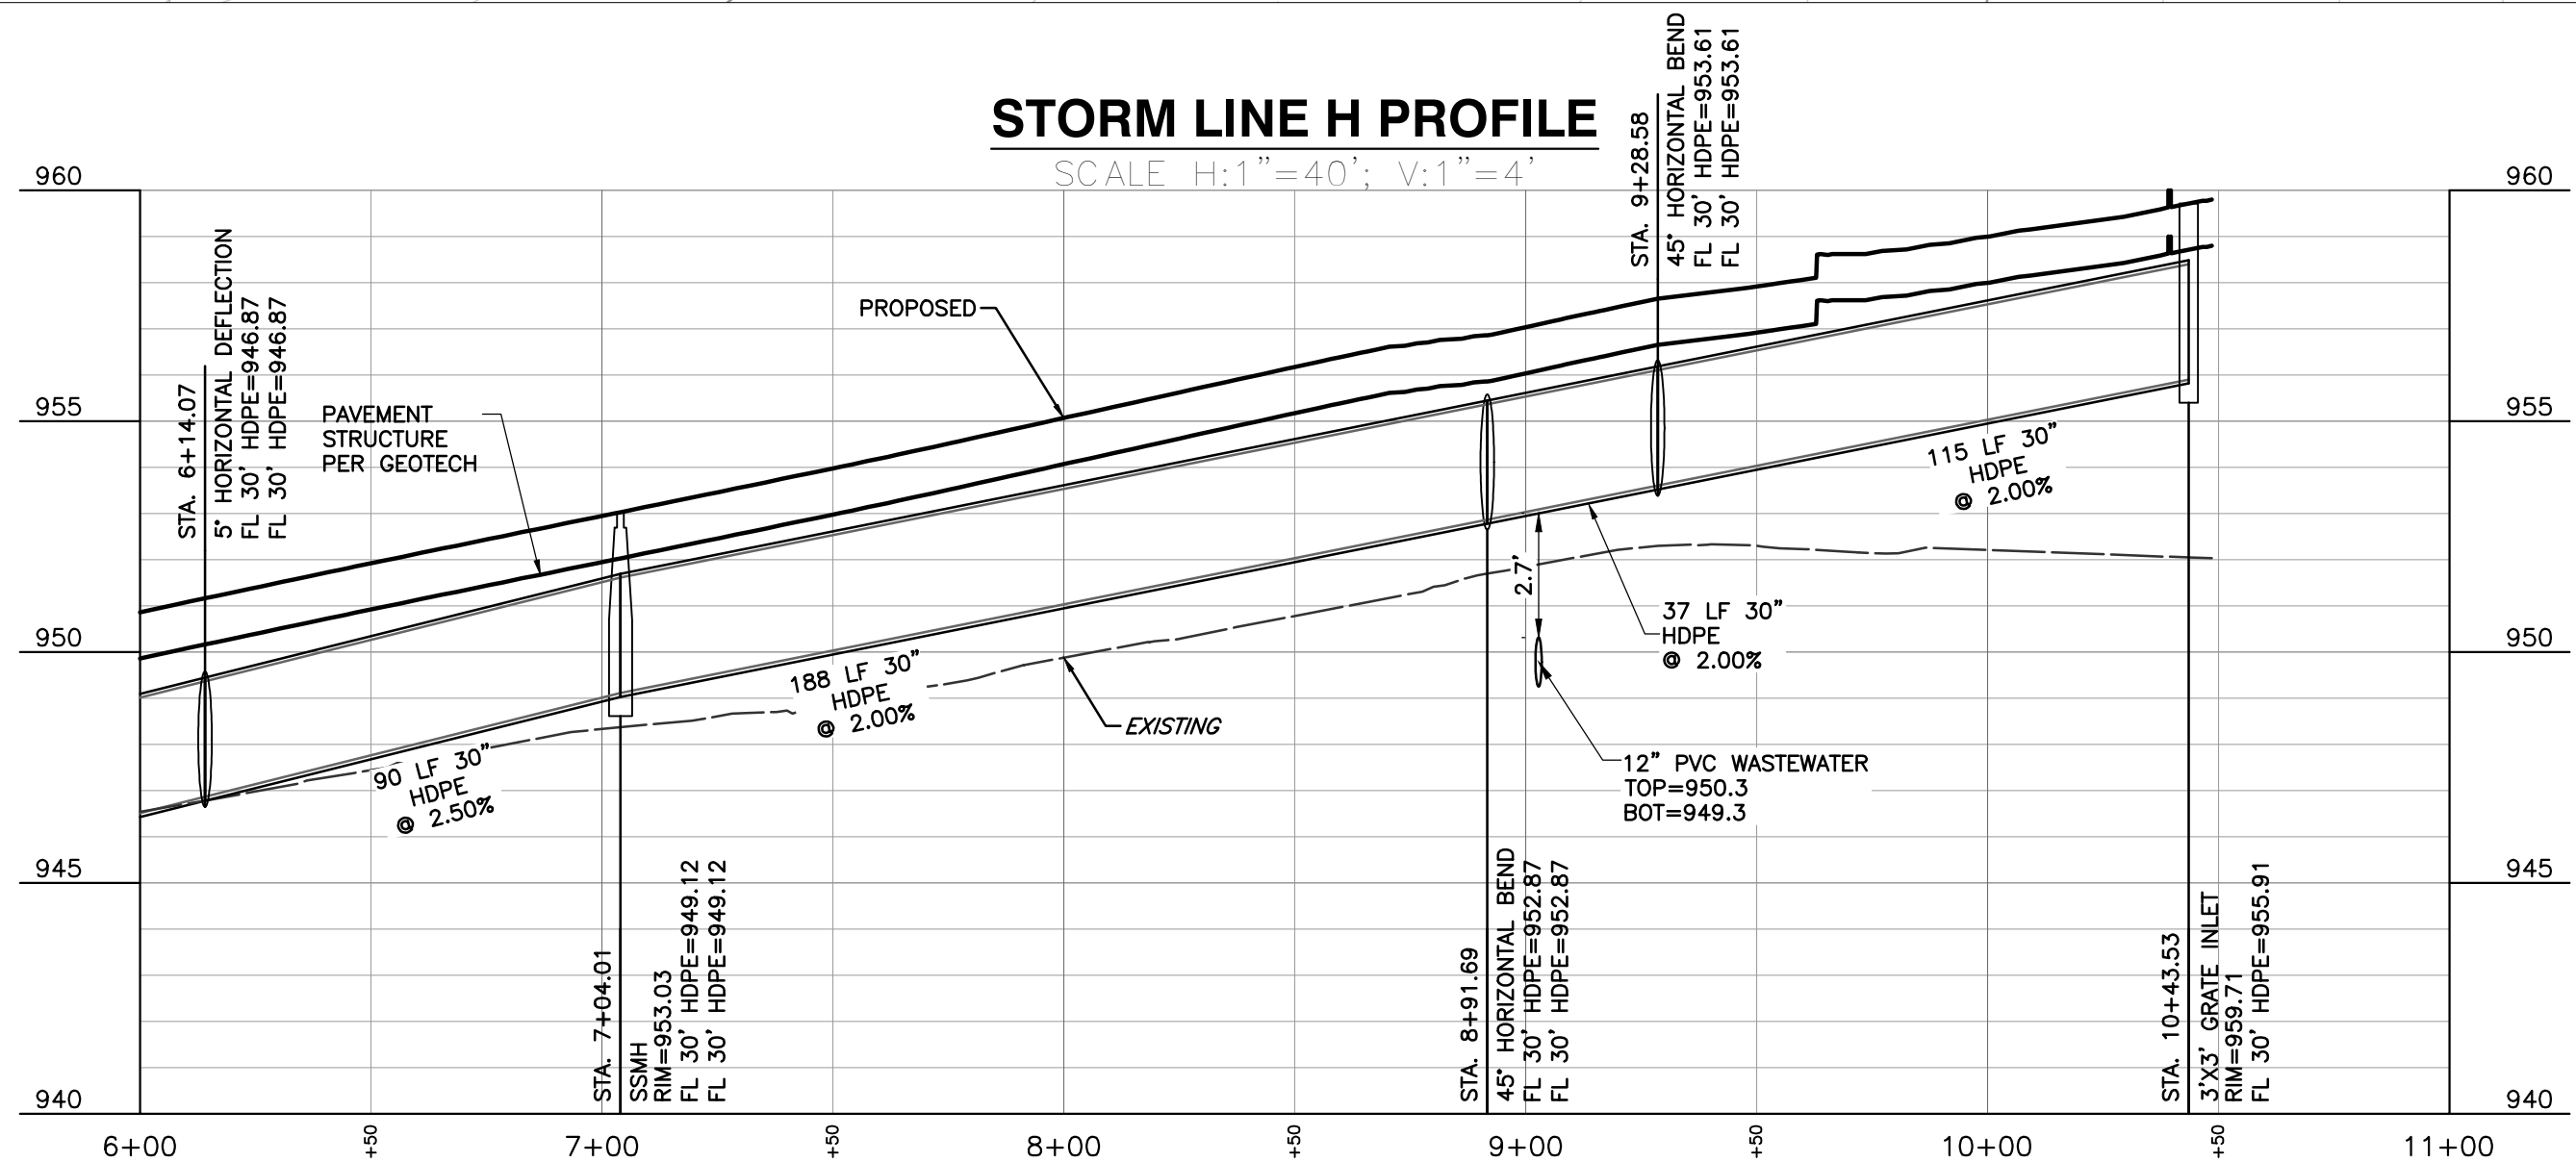 STORM LINE H PROFILE
SCALE H:1"=40'; V:1"=4'
960
955
950
945
940
960
955
950
945
940
STA. 6+14.07
5° HORIZONTAL DEFLECTION
FL 30' HDPE=946.87
FL 30' HDPE=946.87
PAVEMENT
STRUCTURE
PER GEOTECH
PROPOSED
STA. 9+28.58
45° HORIZONTAL BEND
FL 30' HDPE=953.61
FL 30' HDPE=953.61
90 LF 30"
HDPE
@ 2.50%
188 LF 30"
HDPE
@ 2.00%
EXISTING
2.7'
37 LF 30"
HDPE
@ 2.00%
115 LF 30"
HDPE
@ 2.00%
12" PVC WASTEWATER
TOP=950.3
BOT=949.3
STA. 7+04.01
SSMH
RIM=953.03
FL 30' HDPE=949.12
FL 30' HDPE=949.12
STA. 8+91.69
45° HORIZONTAL BEND
FL 30' HDPE=952.87
FL 30' HDPE=952.87
STA. 10+43.53
3'X3' GRATE INLET
RIM=959.71
FL 30' HDPE=955.91
6+00
+50
7+00
+50
8+00
+50
9+00
+50
10+00
+50
11+00